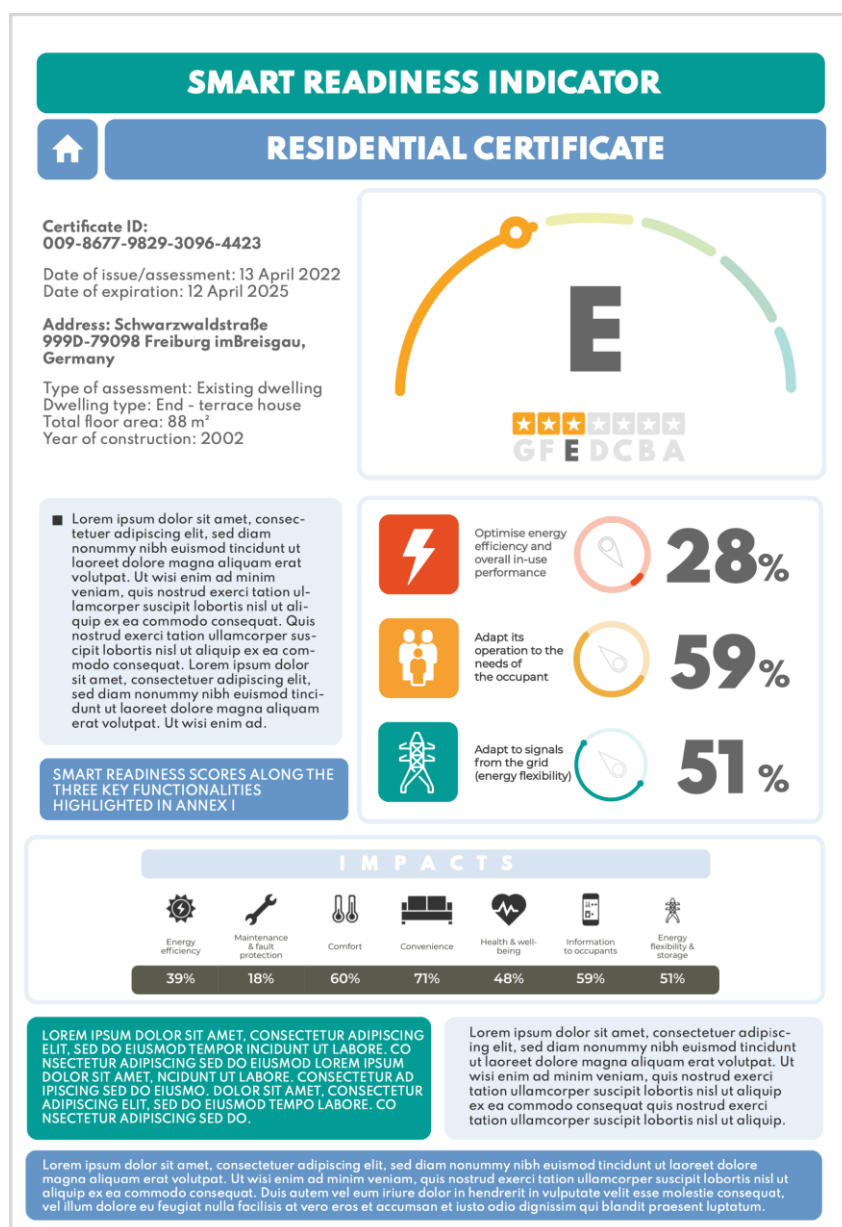 SMART READINESS INDICATOR
RESIDENTIAL CERTIFICATE
Certificate ID:
009-8677-9829-3096-4423
Date of issue/assessment: 13 April 2022
Date of expiration: 12 April 2025
Address: Schwarzwaldstraße
999D-79098 Freiburg imBreisgau,
Germany
Type of assessment: Existing dwelling
Dwelling type: End - terrace house
Total floor area: 88 m²
Year of construction: 2002
E
G F E D C B A
Lorem ipsum dolor sit amet, consec-
tetuer adipiscing elit, sed diam
nonummy nibh euismod tincidunt ut
laoreet dolore magna aliquam erat
volutpat. Ut wisi enim ad minim
veniam, quis nostrud exerci tation ul-
lamcorper suscipit lobortis nisl ut ali-
quip ex ea commodo consequat. Quis
nostrud exerci tation ullamcorper sus-
cipit lobortis nisl ut aliquip ex ea com-
modo consequat. Lorem ipsum dolor
sit amet, consectetuer adipiscing elit,
sed diam nonummy nibh euismod tinci-
dunt ut laoreet dolore magna aliquam
erat volutpat. Ut wisi enim ad.
SMART READINESS SCORES ALONG THE
THREE KEY FUNCTIONALITIES
HIGHLIGHTED IN ANNEX I
Optimise energy
efficiency and
overall in-use
performance
28%
Adapt its
operation to the
needs of
the occupant
59%
Adapt to signals
from the grid
(energy flexibility)
51 %
IMPACTS
Energy
efficiency
Maintenance
& fault
protection
Comfort
Convenience
Health & well-
being
Information
to occupants
Energy
flexibility &
storage
39% 18% 60% 71% 48% 59% 51%
LOREM IPSUM DOLOR SIT AMET, CONSECTETUR ADIPISCING
ELIT, SED DO EIUSMOD TEMPOR INCIDUNT UT LABORE. CO
NSECTETUR ADIPISCING SED DO EIUSMOD LOREM IPSUM
DOLOR SIT AMET, NCIDUNT UT LABORE. CONSECTETUR AD
IPISCING SED DO EIUSMO. DOLOR SIT AMET, CONSECTETUR
ADIPISCING ELIT, SED DO EIUSMOD TEMPO LABORE. CO
NSECTETUR ADIPISCING SED DO.
Lorem ipsum dolor sit amet, consectetuer adipisc-
ing elit, sed diam nonummy nibh euismod tincidunt
ut laoreet dolore magna aliquam erat volutpat. Ut
wisi enim ad minim veniam, quis nostrud exerci
tation ullamcorper suscipit lobortis nisl ut aliquip
ex ea commodo consequat quis nostrud exerci
tation ullamcorper suscipit lobortis nisl ut aliquip.
Lorem ipsum dolor sit amet, consectetuer adipiscing elit, sed diam nonummy nibh euismod tincidunt ut laoreet dolore
magna aliquam erat volutpat. Ut wisi enim ad minim veniam, quis nostrud exerci tation ullamcorper suscipit lobortis nisl ut
aliquip ex ea commodo consequat. Duis autem vel eum iriure dolor in hendrerit in vulputate velit esse molestie consequat,
vel illum dolore eu feugiat nulla facilisis at vero eros et accumsan et iusto odio dignissim qui blandit praesent luptatum.